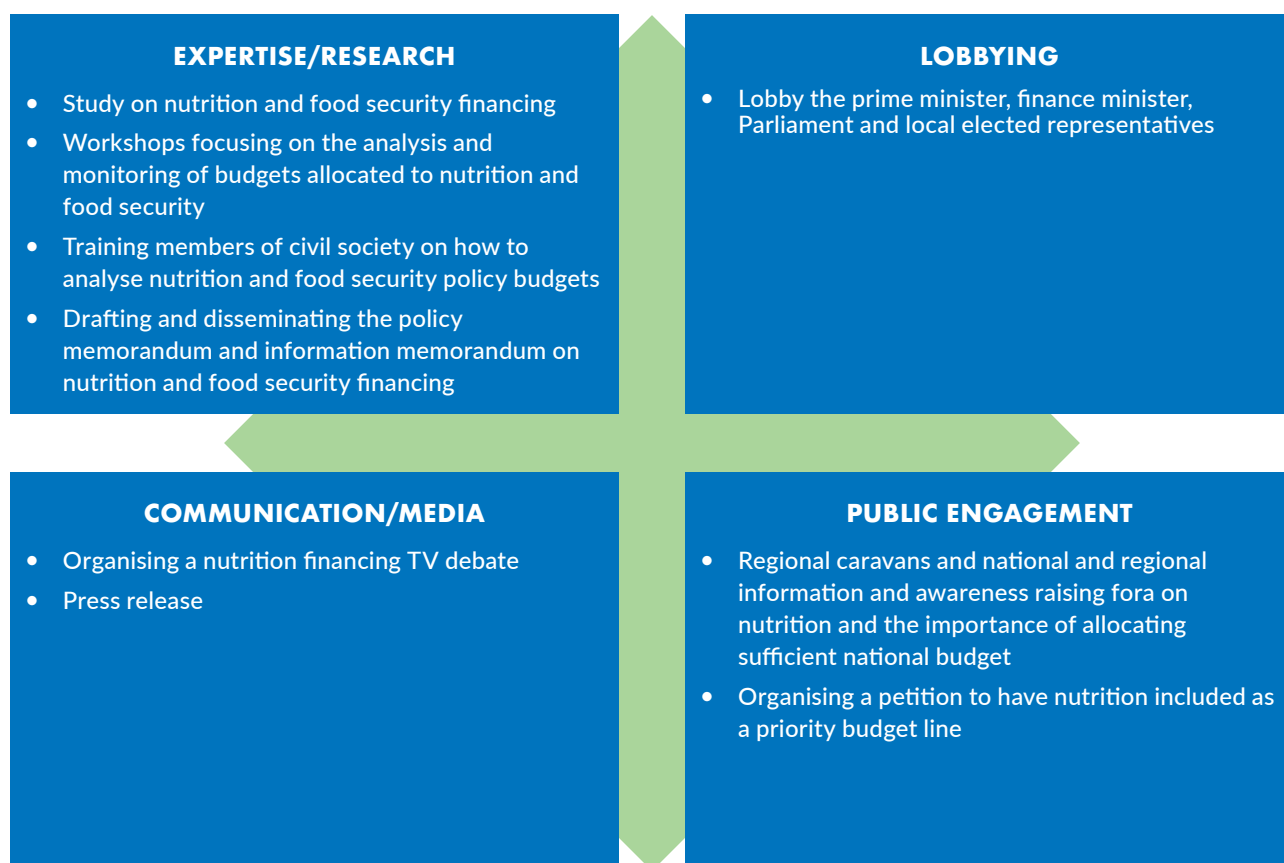 EXPERTISE/RESEARCH
• Study on nutrition and food security financing
• Workshops focusing on the analysis and
monitoring of budgets allocated to nutrition and
food security
• Training members of civil society on how to
analyse nutrition and food security policy budgets
• Drafting and disseminating the policy
memorandum and information memorandum on
nutrition and food security financing
LOBBYING
• Lobby the prime minister, finance minister,
Parliament and local elected representatives
COMMUNICATION/MEDIA
• Organising a nutrition financing TV debate
• Press release
PUBLIC ENGAGEMENT
• Regional caravans and national and regional
information and awareness raising fora on
nutrition and the importance of allocating
sufficient national budget
• Organising a petition to have nutrition included as
a priority budget line